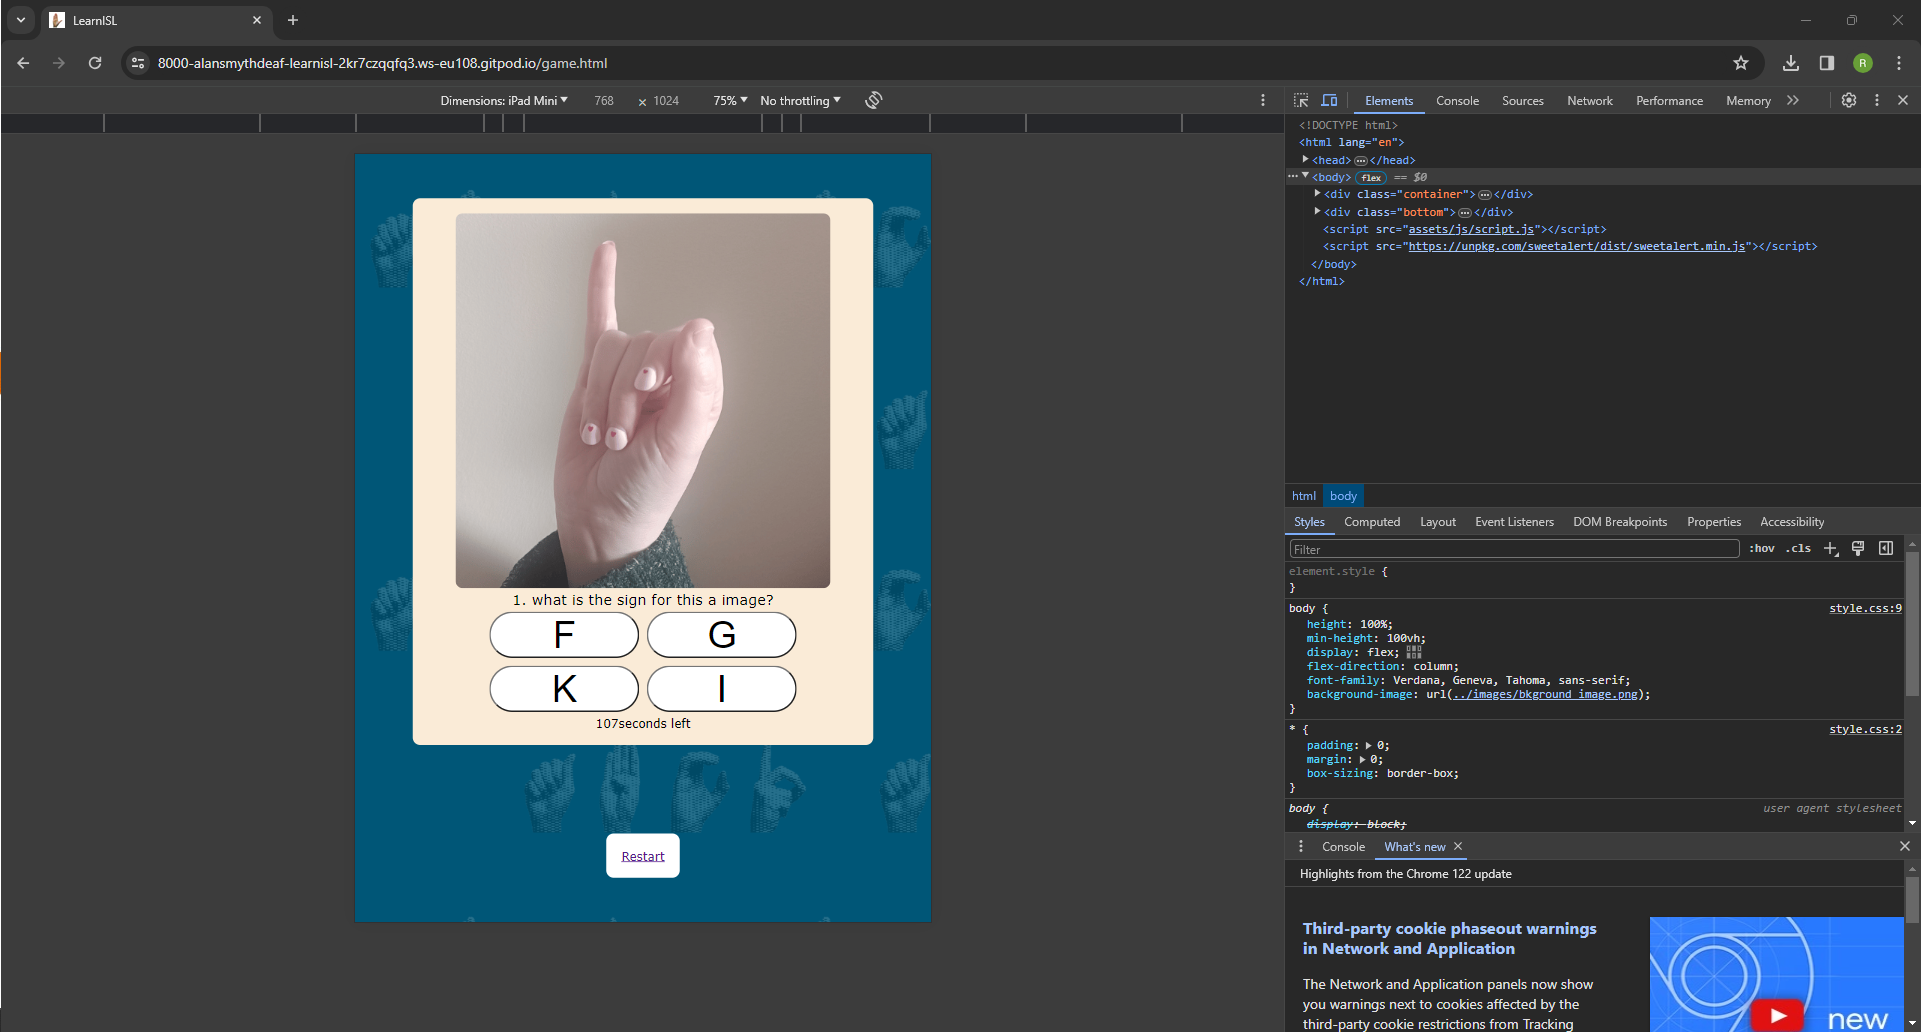 LearnISL
8000-alansmythdeaf-learnisl-2kr7czqqfq3.ws-eu108.gitpod.io/game.html
R
Dimensions: iPad Mini 768 × 1024 75% No throttling
1. what is the sign for this a image?
F G
K I
107seconds left
Restart
Elements Console Sources Network Performance Memory
<!DOCTYPE html>
<html lang="en">
<head> </head>
<body> flex == $0
<div class="container"> </div>
<div class="bottom"> </div>
<script src="assets/js/script.js"></script>
<script src="https://unpkg.com/sweetalert/dist/sweetalert.min.js"></script>
</body>
</html>
html body
Styles Computed Layout Event Listeners DOM Breakpoints Properties Accessibility
Filter :hov .cls
element.style {
}
body { style.css:9
height: 100%;
min-height: 100vh;
display: flex;
flex-direction: column;
font-family: Verdana, Geneva, Tahoma, sans-serif;
background-image: url(../images/bkground_image.png);
}
* { style.css:2
padding: 0;
margin: 0;
box-sizing: border-box;
}
body { user agent stylesheet
display: block;
Console What's new
Highlights from the Chrome 122 update
Third-party cookie phaseout warnings
in Network and Application
The Network and Application panels now show
you warnings next to cookies affected by the
third-party cookie restrictions from Tracking
new